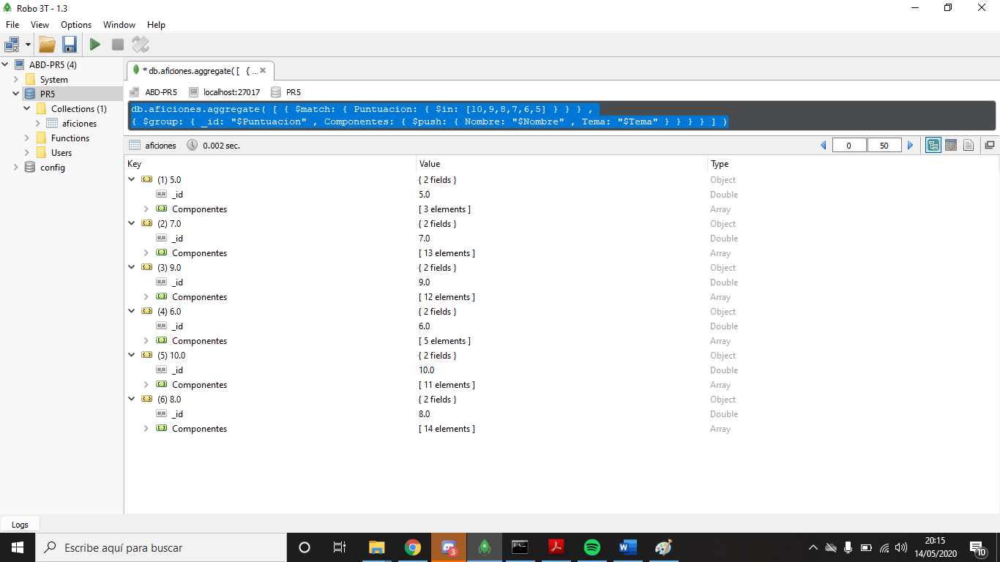 Robo 3T - 1.3
File View Options Window Help
ABD-PR5 (4)
System
PR5
Collections (1)
aficiones
Functions
Users
config
* db.aficiones.aggregate( [ { ...
ABD-PR5 localhost:27017 PR5
db.aficiones.aggregate( [ { $match: { Puntuacion: { $in: [10,9,8,7,6,5] } } } ,
{ $group: { _id: "$Puntuacion" , Componentes: { $push: { Nombre: "$Nombre" , Tema: "$Tema" } } } } ] )
aficiones 0.002 sec. 0 50
Key Value Type
(1) 5.0 { 2 fields } Object
_id 5.0 Double
Componentes [ 3 elements ] Array
(2) 7.0 { 2 fields } Object
_id 7.0 Double
Componentes [ 13 elements ] Array
(3) 9.0 { 2 fields } Object
_id 9.0 Double
Componentes [ 12 elements ] Array
(4) 6.0 { 2 fields } Object
_id 6.0 Double
Componentes [ 5 elements ] Array
(5) 10.0 { 2 fields } Object
_id 10.0 Double
Componentes [ 11 elements ] Array
(6) 8.0 { 2 fields } Object
_id 8.0 Double
Componentes [ 14 elements ] Array
Logs
Escribe aquí para buscar
3
20:15
14/05/2020
10